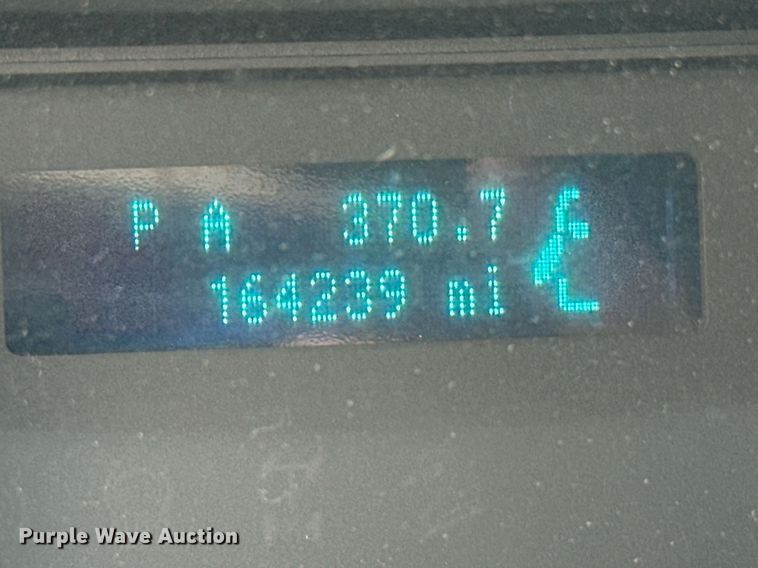 P A 370.7
164239 mi
Purple Wave Auction